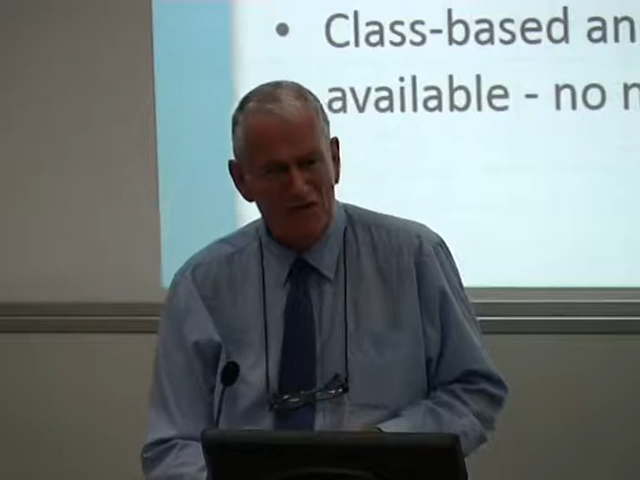 • Class-based an
available - no